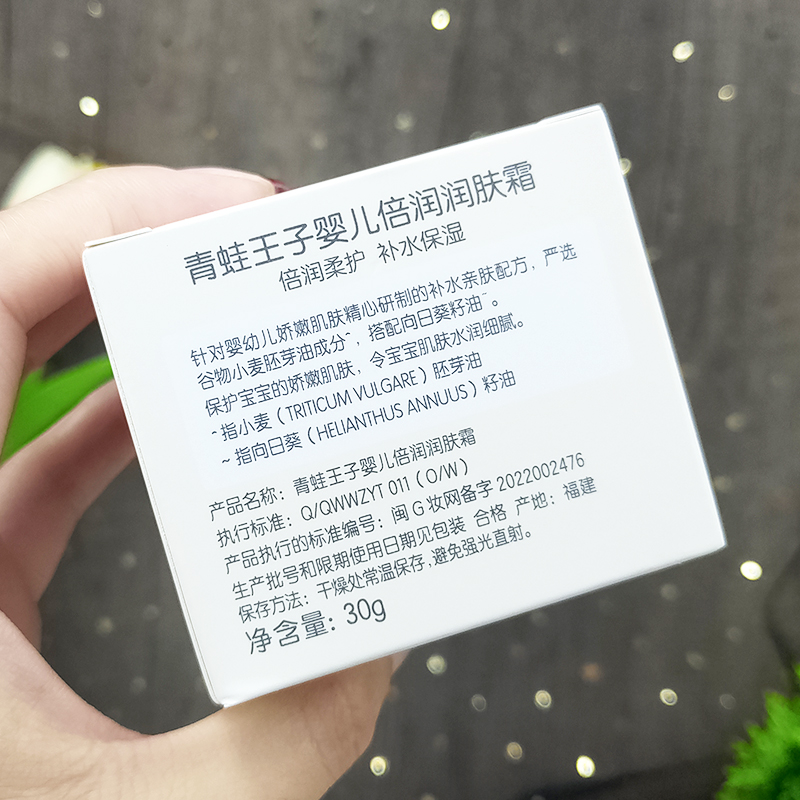 青蛙王子婴儿倍润润肤霜
倍润柔护 补水保湿
针对婴幼儿娇嫩肌肤精心研制的补水亲肤配方，严选
谷物小麦胚芽油成分ˆ，搭配向日葵籽油~。
保护宝宝的娇嫩肌肤，令宝宝肌肤水润细腻。
ˆ指小麦（TRITICUM VULGARE）胚芽油
~指向日葵（HELIANTHUS ANNUUS）籽油
产品名称：青蛙王子婴儿倍润润肤霜
执行标准：Q/QWWZYT 011（O/W）
产品执行的标准编号：闽G妆网备字2022002476
生产批号和限期使用日期见包装 合格 产地：福建
保存方法：干燥处常温保存，避免强光直射。
净含量：30g